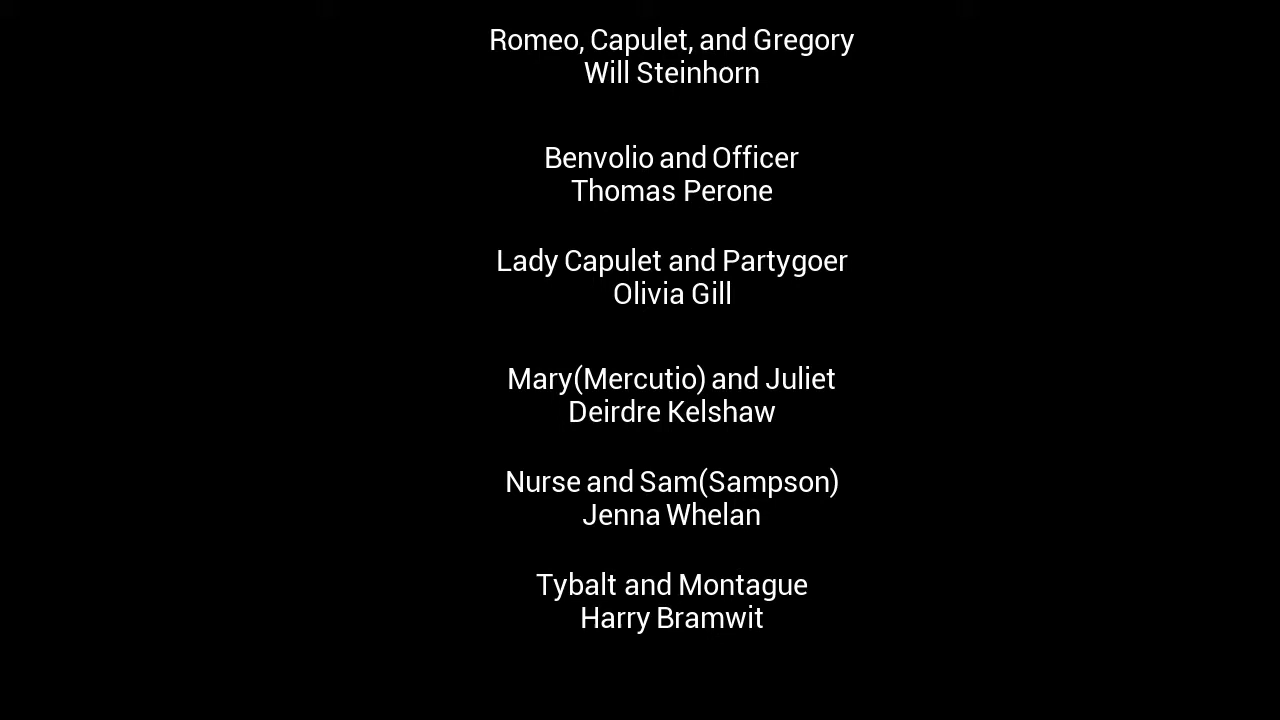 Romeo, Capulet, and Gregory
Will Steinhorn
Benvolio and Officer
Thomas Perone
Lady Capulet and Partygoer
Olivia Gill
Mary(Mercutio) and Juliet
Deirdre Kelshaw
Nurse and Sam(Sampson)
Jenna Whelan
Tybalt and Montague
Harry Bramwit